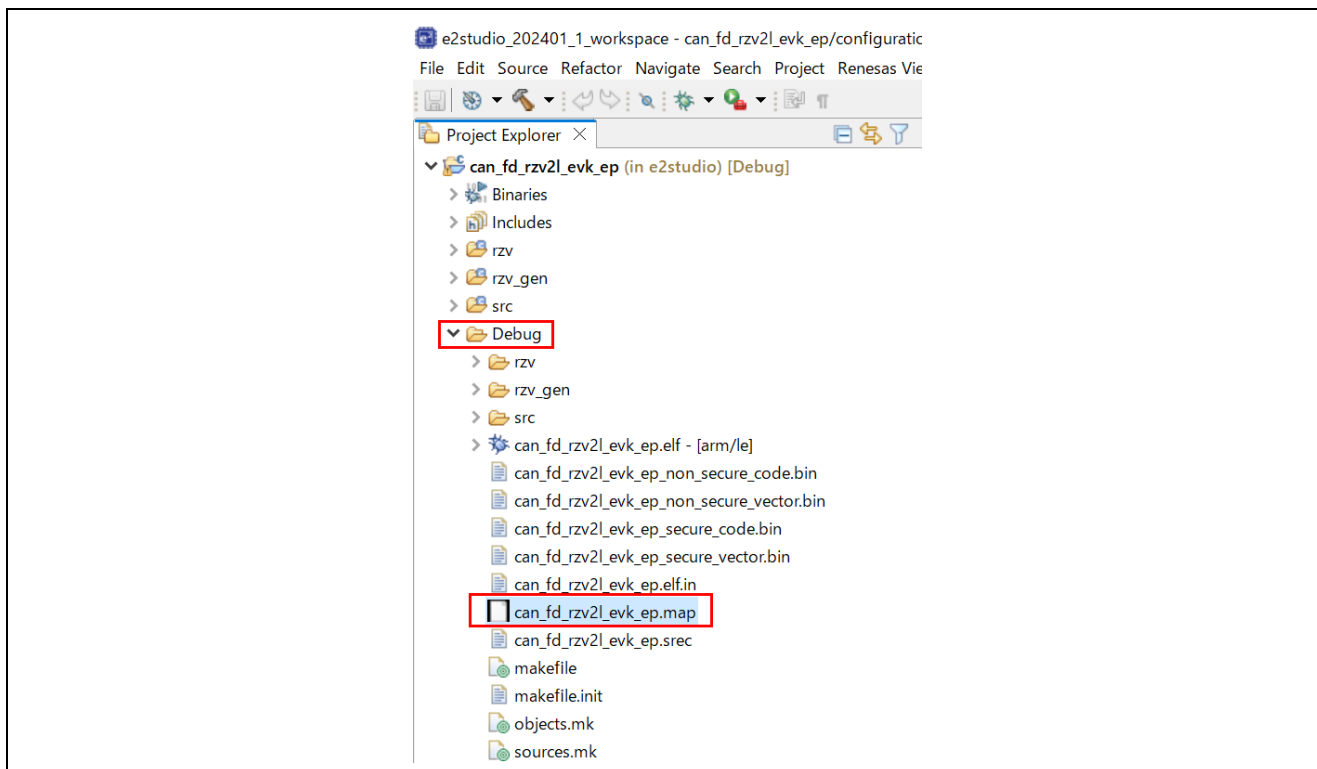 e2studio_202401_1_workspace - can_fd_rzv2l_evk_ep/configuratic
File Edit Source Refactor Navigate Search Project Renesas Vie
Project Explorer
can_fd_rzv2l_evk_ep (in e2studio) [Debug]
Binaries
Includes
rzv
rzv_gen
src
Debug
rzv
rzv_gen
src
can_fd_rzv2l_evk_ep.elf - [arm/le]
can_fd_rzv2l_evk_ep_non_secure_code.bin
can_fd_rzv2l_evk_ep_non_secure_vector.bin
can_fd_rzv2l_evk_ep_secure_code.bin
can_fd_rzv2l_evk_ep_secure_vector.bin
can_fd_rzv2l_evk_ep.elf.in
can_fd_rzv2l_evk_ep.map
can_fd_rzv2l_evk_ep.srec
makefile
makefile.init
objects.mk
sources.mk